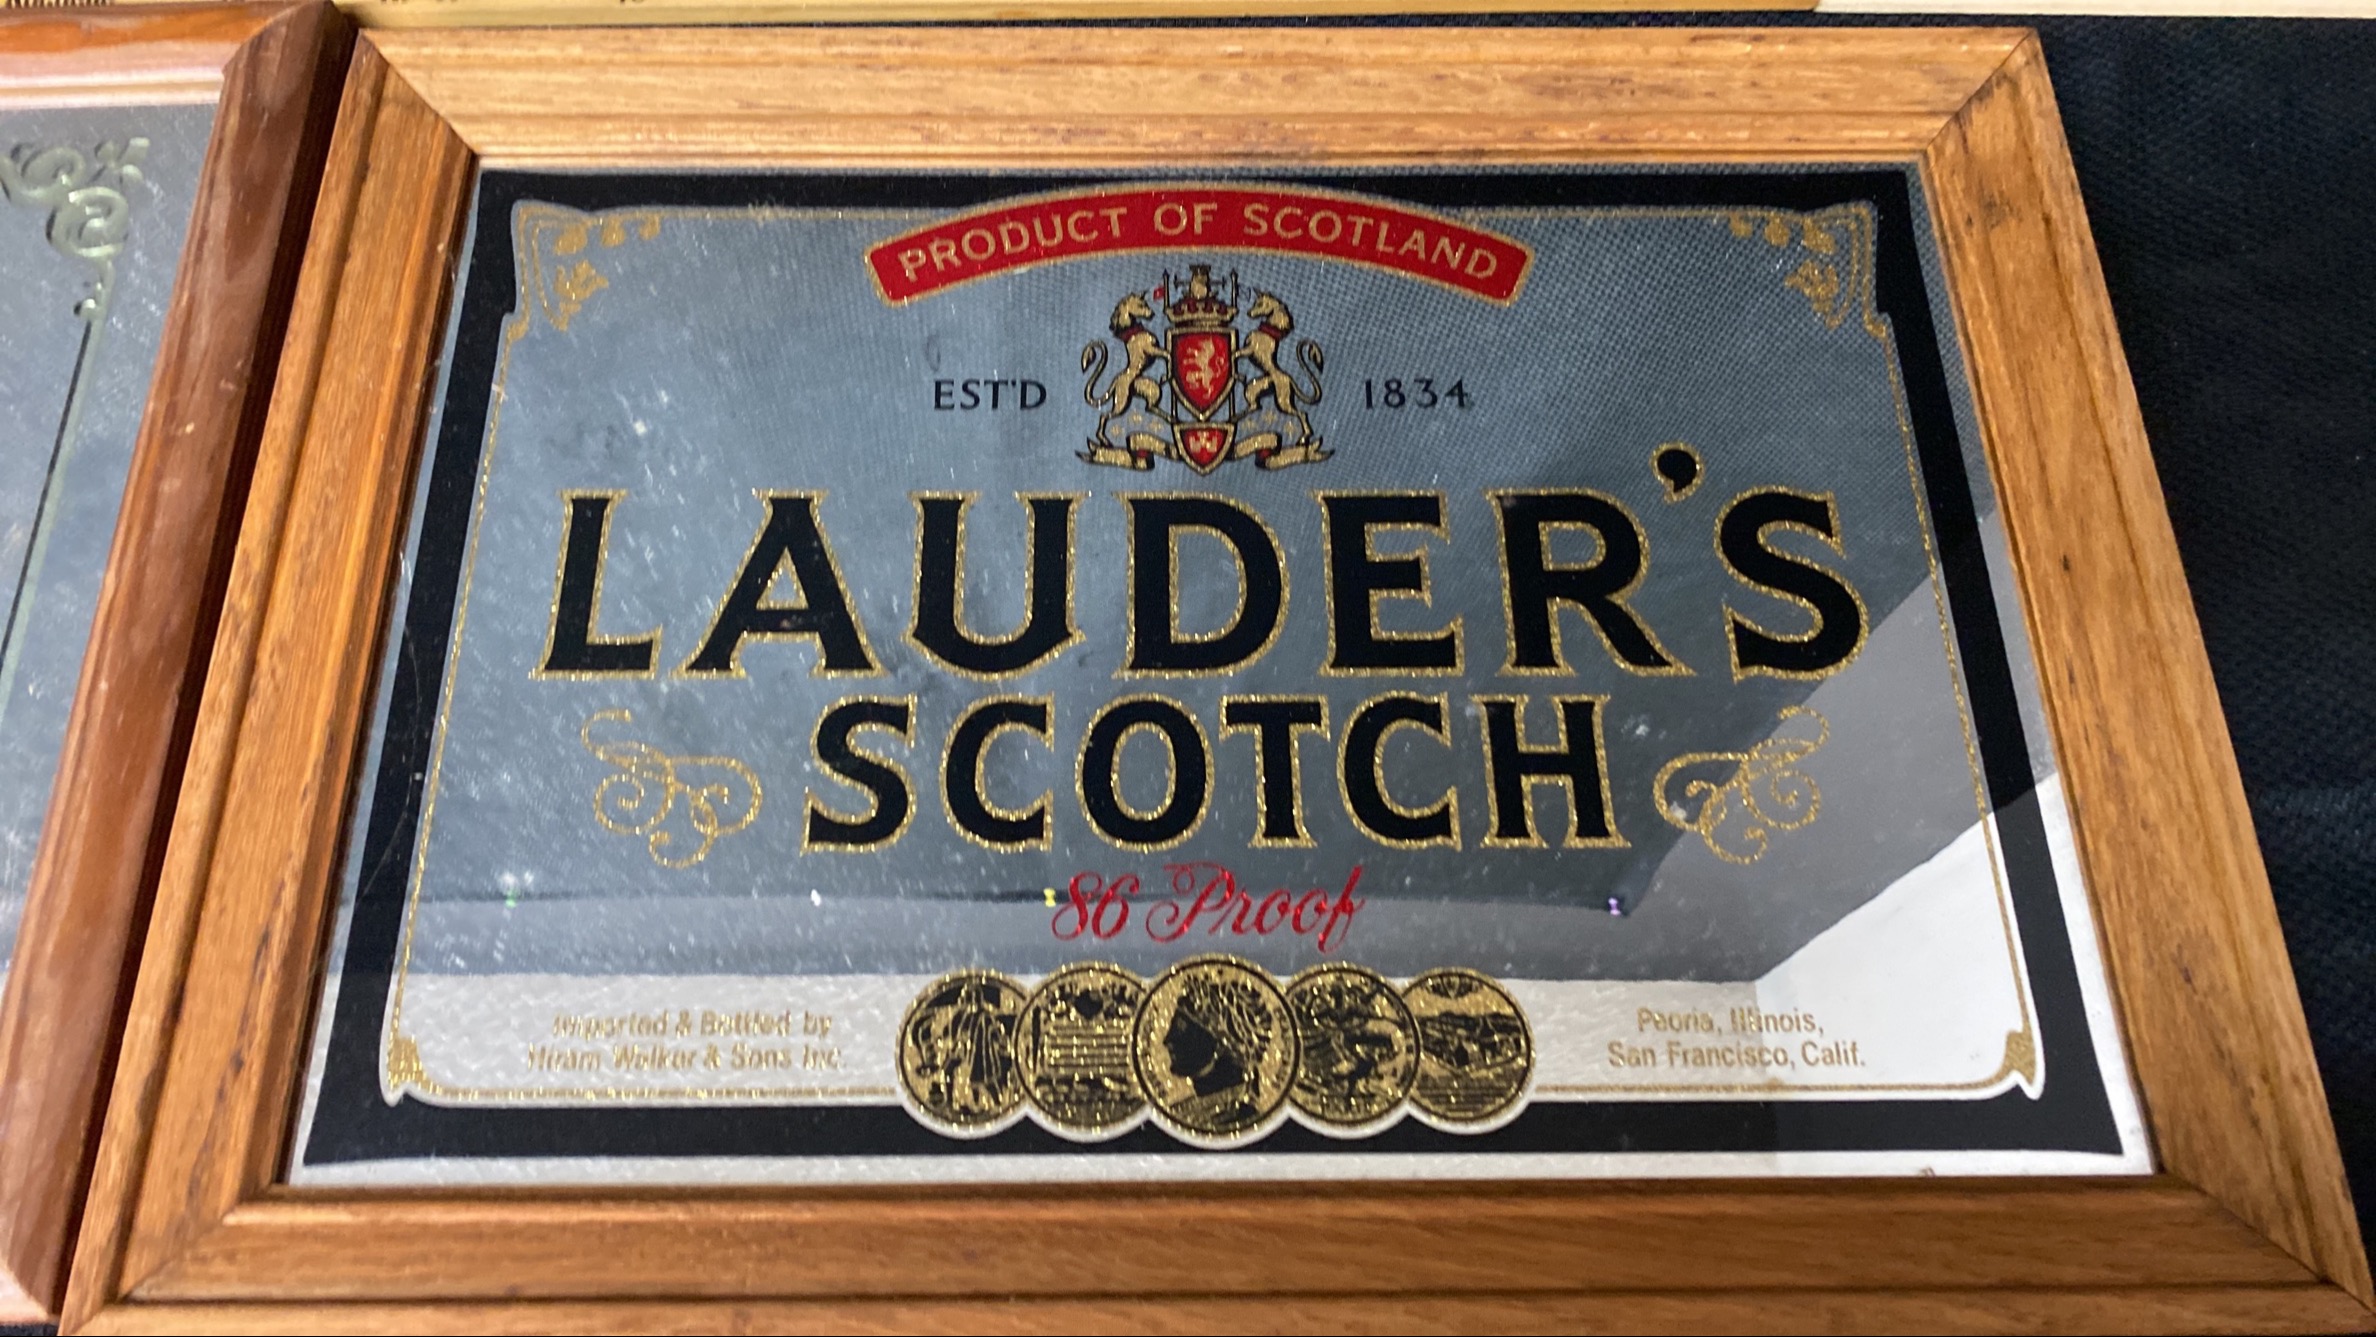 PRODUCT OF SCOTLAND
EST'D 1834
LAUDER'S
SCOTCH
86 Proof
Imported & Bottled by
Hiram Walker & Sons Inc.
Peoria, Illinois,
San Francisco, Calif.